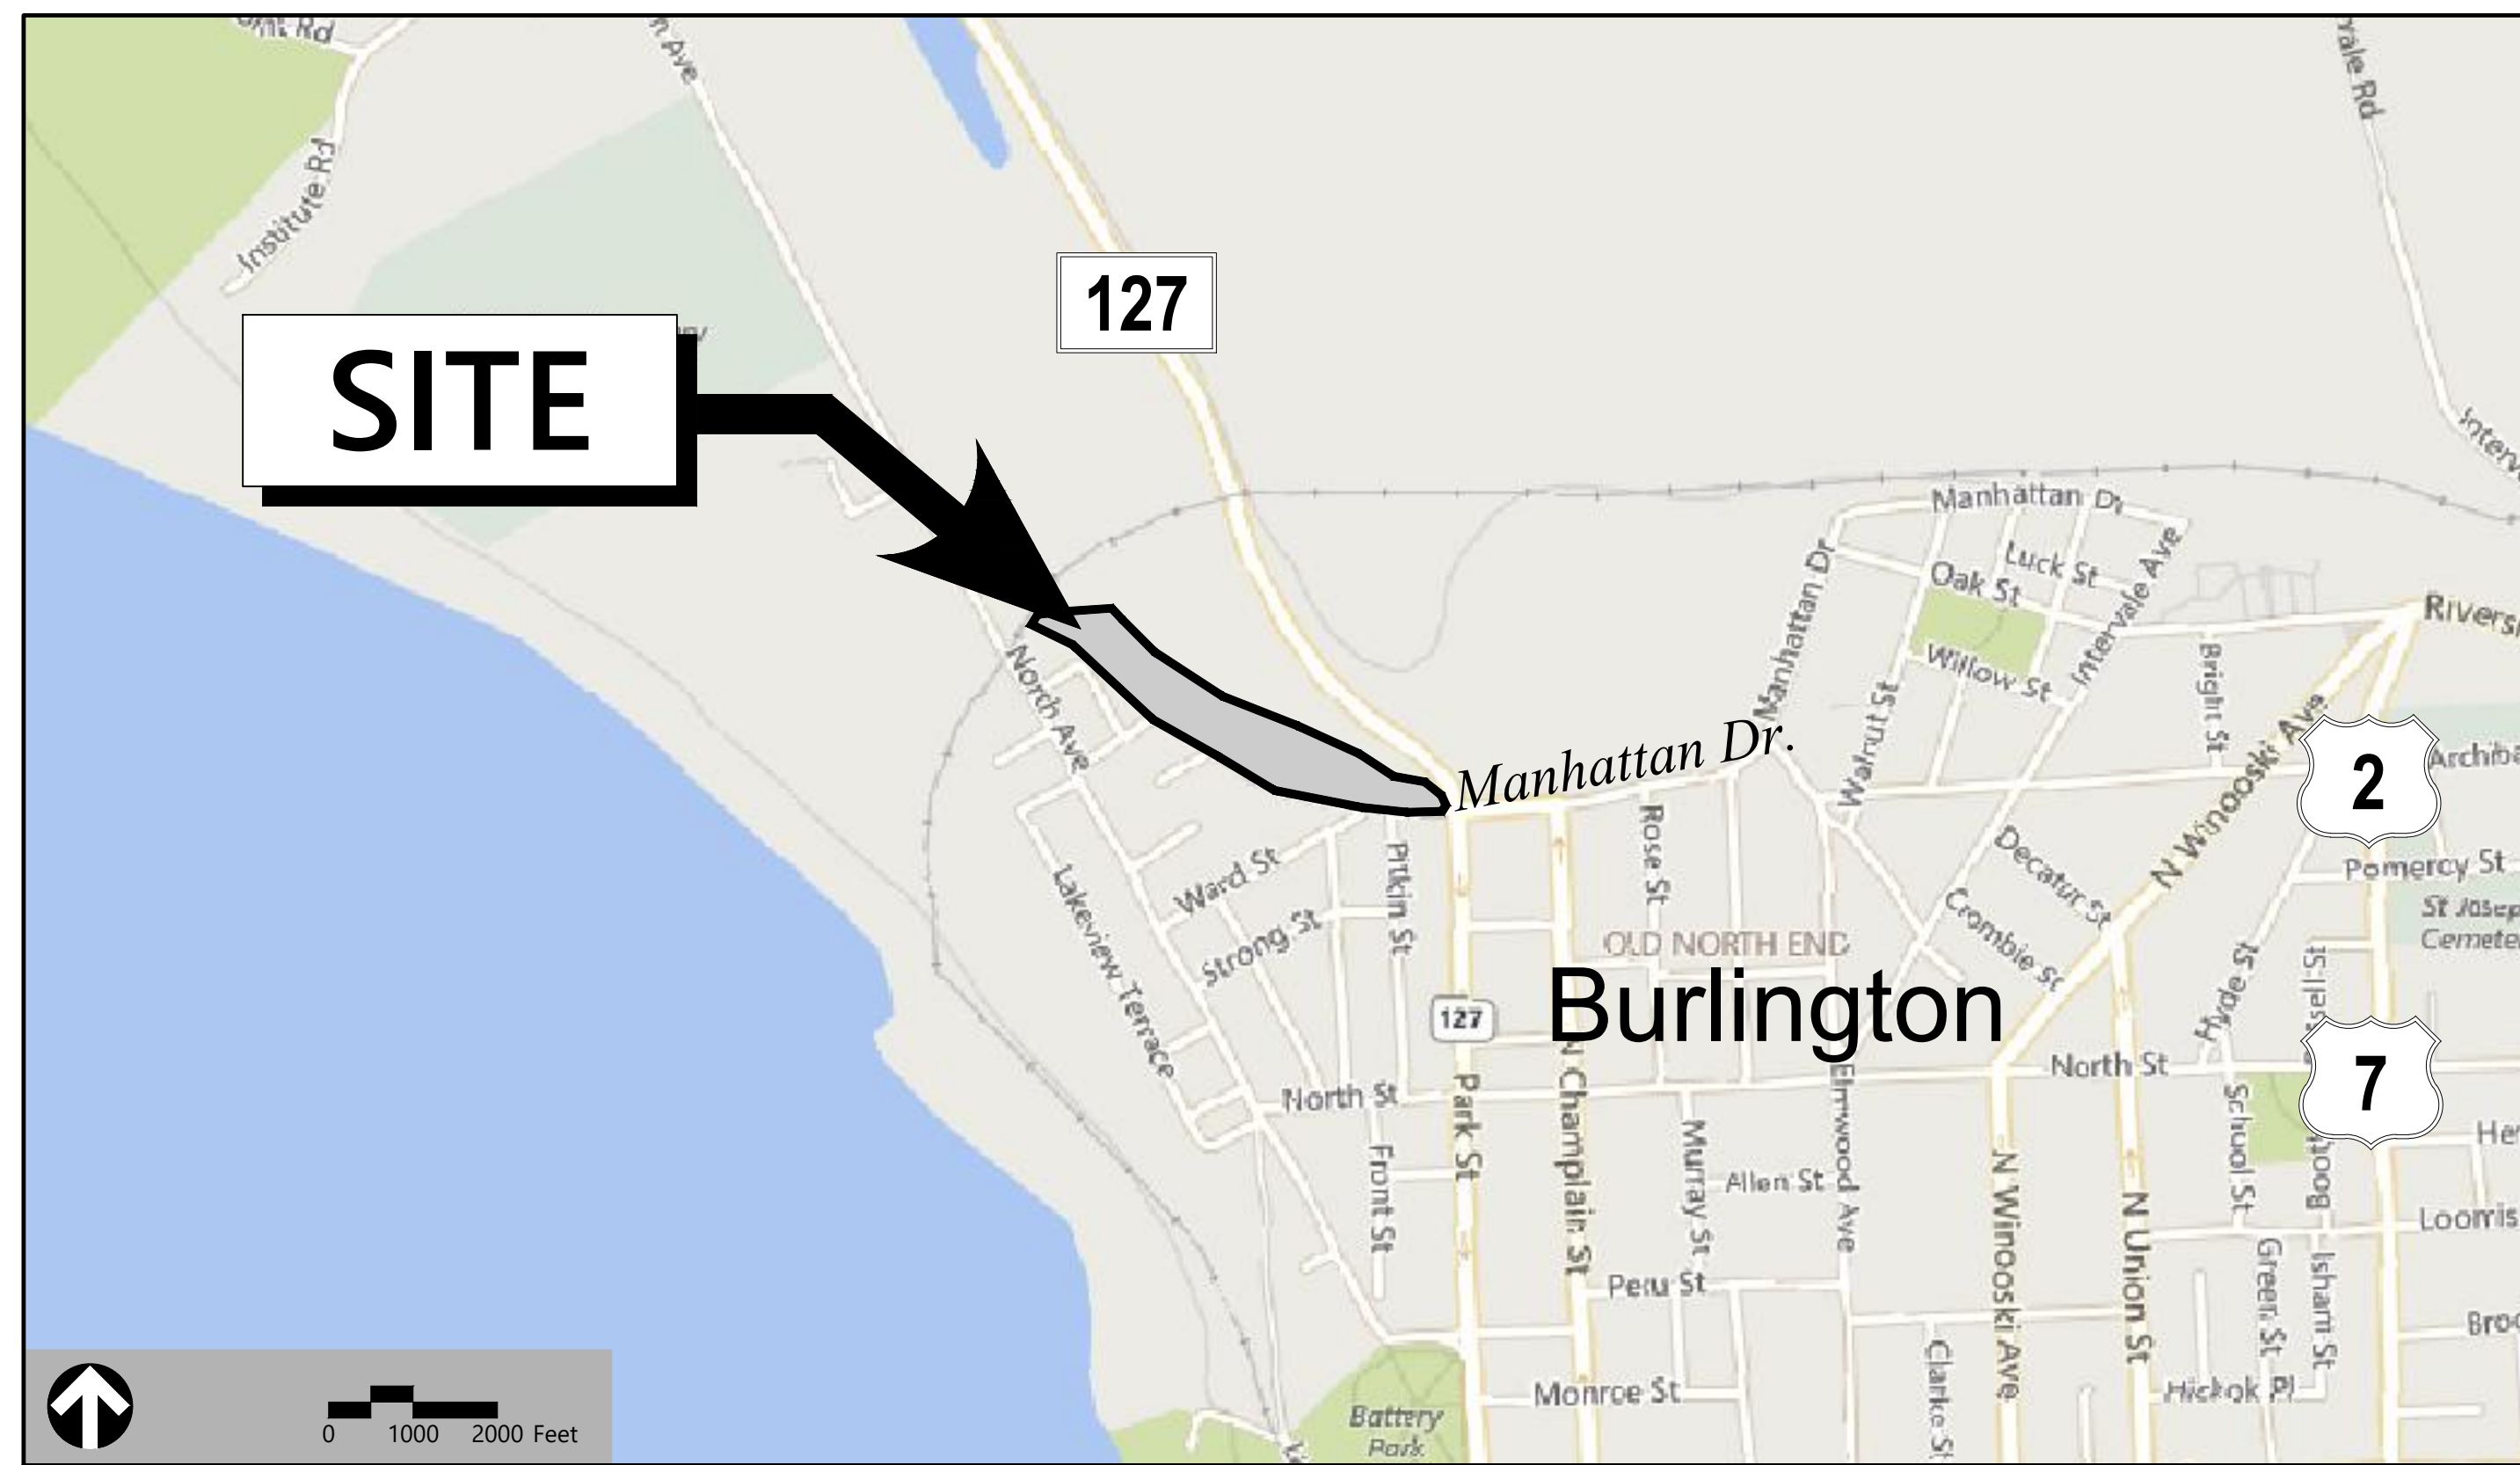 Institute Rd
127
SITE
Manhattan D
Luck St
Oak St
Manhattan Dr
Intervale Ave
Willow St
Rivers
Bright St
North Ave
Manhattan Dr.
Walnut St
N Winooski Ave
2
Archiba
Rose St
Decatur St
Pomercy St
Ward St
Pitkin St
Lakeview Terrace
Crombie St
St Josep
Cemete
Strong St
OLD NORTH END
Burlington
Hyde St
127
7
North St
North St
Park St
N Champlain St
Elmwood Ave
School St
Front St
Murray St
Allen St
N Winooski Ave
N Union St
Boot
Loomis
Green St
Isham St
Peru St
Clarke St
Monroe St
Hickok Pl
Battery
Park
0 1000 2000 Feet